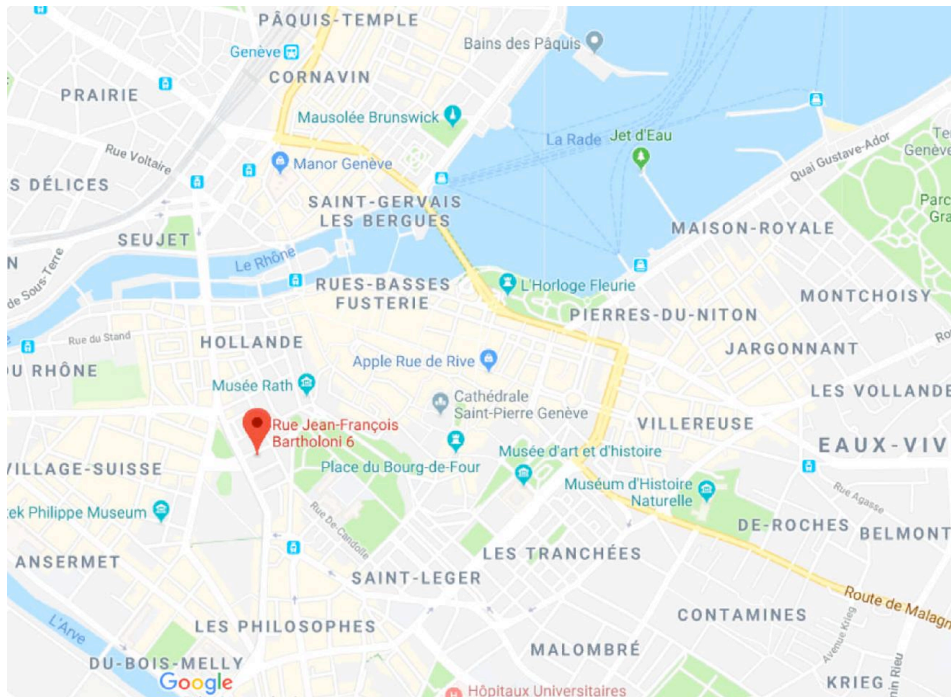 PÂQUIS-TEMPLE
Bains des Pâquis
Genève
CORNAVIN
PRAIRIE
Mausolée Brunswick
La Rade
Jet d'Eau
Quai Gustave-Ador
Rue Voltaire
Manor Genève
S DÉLICES
SAINT-GERVAIS
LES BERGUES
MAISON-ROYALE
SEUJET
Le Rhône
RUES-BASSES
FUSTERIE
L'Horloge Fleurie
MONTCHOISY
de Sous-Terre
PIERRES-DU-NITON
Rue du Stand
HOLLANDE
JARGONNANT
Apple Rue de Rive
DU RHÔNE
Musée Rath
LES VOLLANDE
Cathédrale
Saint-Pierre Genève
Rue Jean-François
Bartholoni 6
VILLEREUSE
EAUX-VIV
Musée d'art et d'histoire
VILLAGE-SUISSE
Place du Bourg-de-Four
Muséum d'Histoire
Naturelle
Rue Agasse
tek Philippe Museum
Rue De-Candolle
DE-ROCHES
BELMONT
ANSERMET
LES TRANCHÉES
SAINT-LEGER
Route de Malagn
L'Arve
LES PHILOSOPHES
CONTAMINES
Avenue Krieg
MALOMBRÉ
DU-BOIS-MELLY
KRIEG
Google
Hôpitaux Universitaires
min Rieu